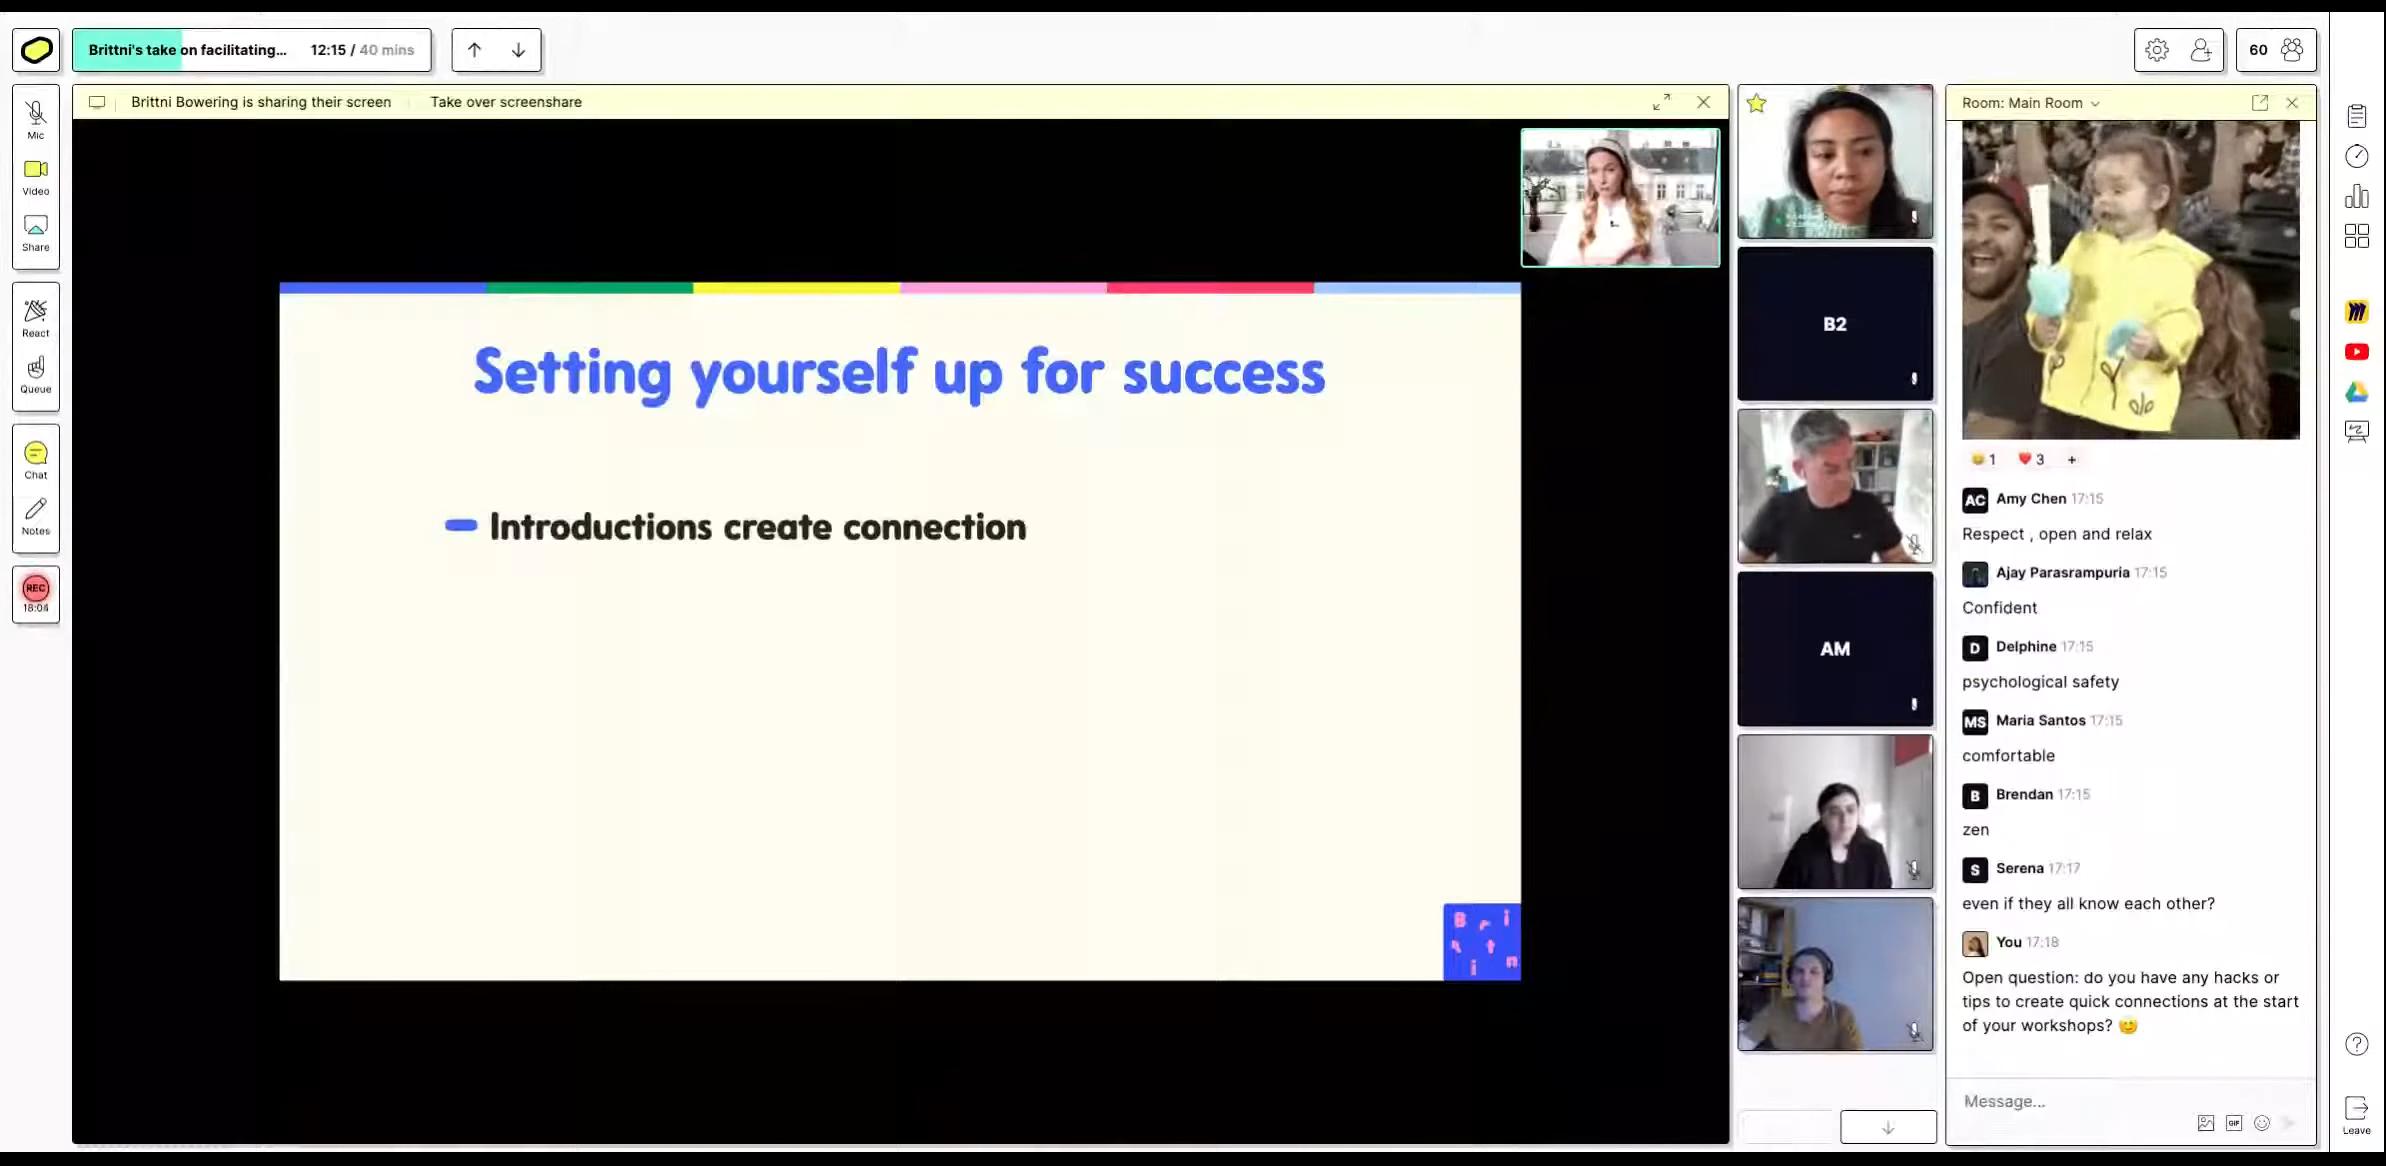 Brittni's take on facilitating... 12:15 / 40 mins
60
Mic
Video
Share
React
Queue
Chat
Notes
REC
18:04
Brittni Bowering is sharing their screen Take over screenshare
Setting yourself up for success
Introductions create connection
B r i
t t
i n
B2
AM
Room: Main Room
1 3 +
AC Amy Chen 17:15
Respect , open and relax
Ajay Parasrampuria 17:15
Confident
D Delphine 17:15
psychological safety
MS Maria Santos 17:15
comfortable
B Brendan 17:15
zen
S Serena 17:17
even if they all know each other?
You 17:18
Open question: do you have any hacks or
tips to create quick connections at the start
of your workshops? 😊
Message...
GIF
Leave